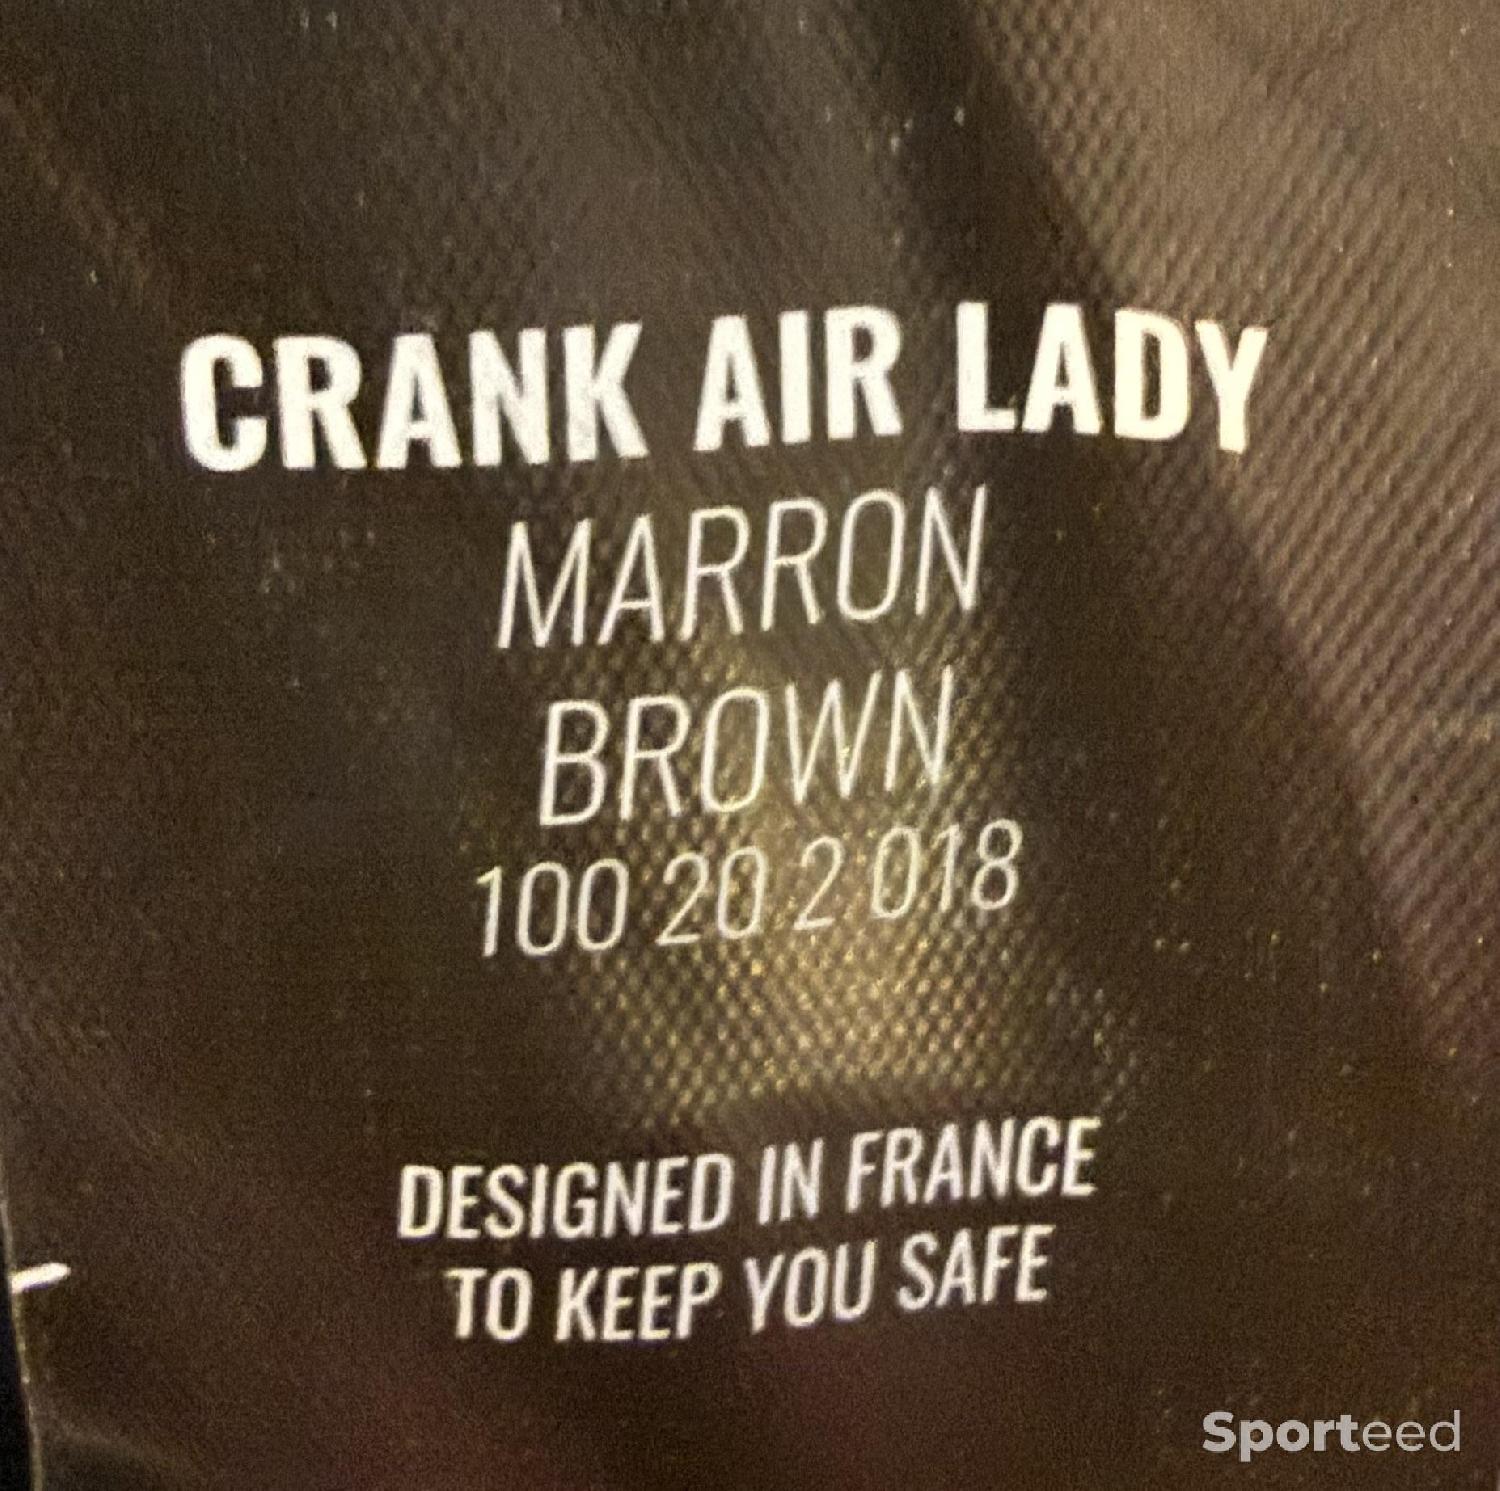 CRANK AIR LADY
MARRON
BROWN
100 20 2 018
DESIGNED IN FRANCE
TO KEEP YOU SAFE
Sporteed